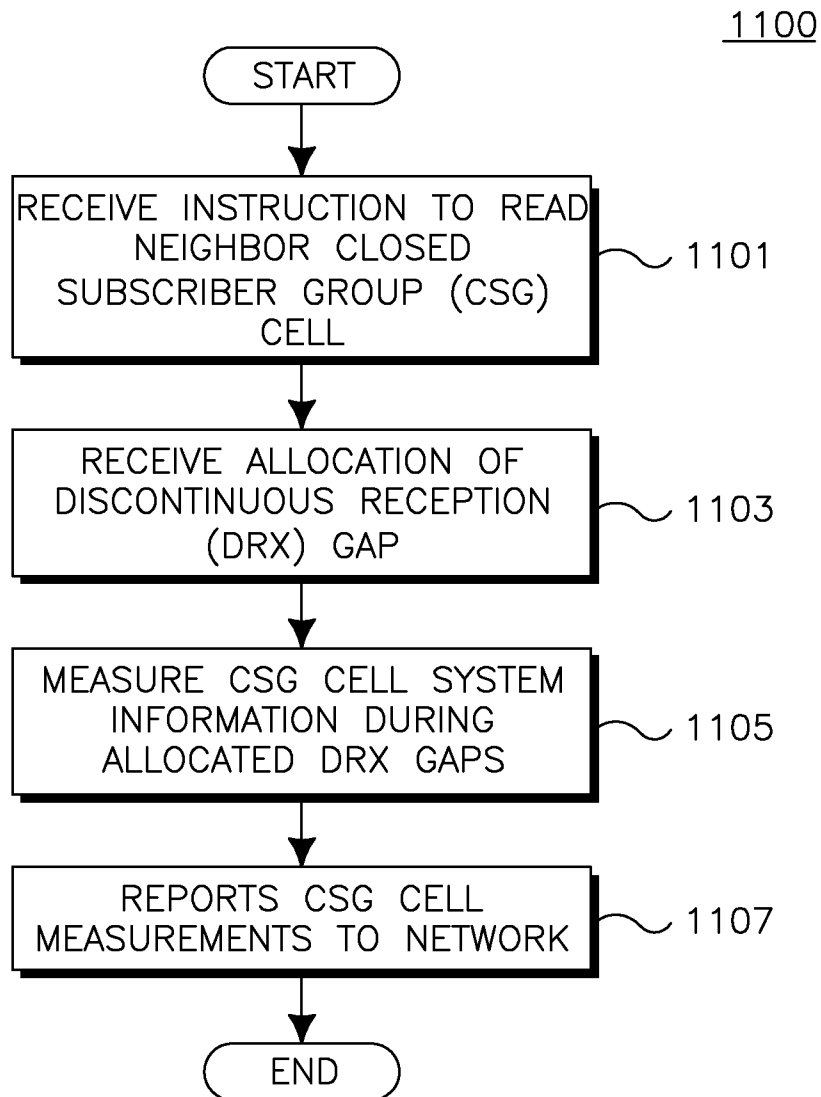 1100
START
RECEIVE INSTRUCTION TO READ
NEIGHBOR CLOSED
SUBSCRIBER GROUP (CSG)
CELL
1101
RECEIVE ALLOCATION OF
DISCONTINUOUS RECEPTION
(DRX) GAP
1103
MEASURE CSG CELL SYSTEM
INFORMATION DURING
ALLOCATED DRX GAPS
1105
REPORTS CSG CELL
MEASUREMENTS TO NETWORK
1107
END